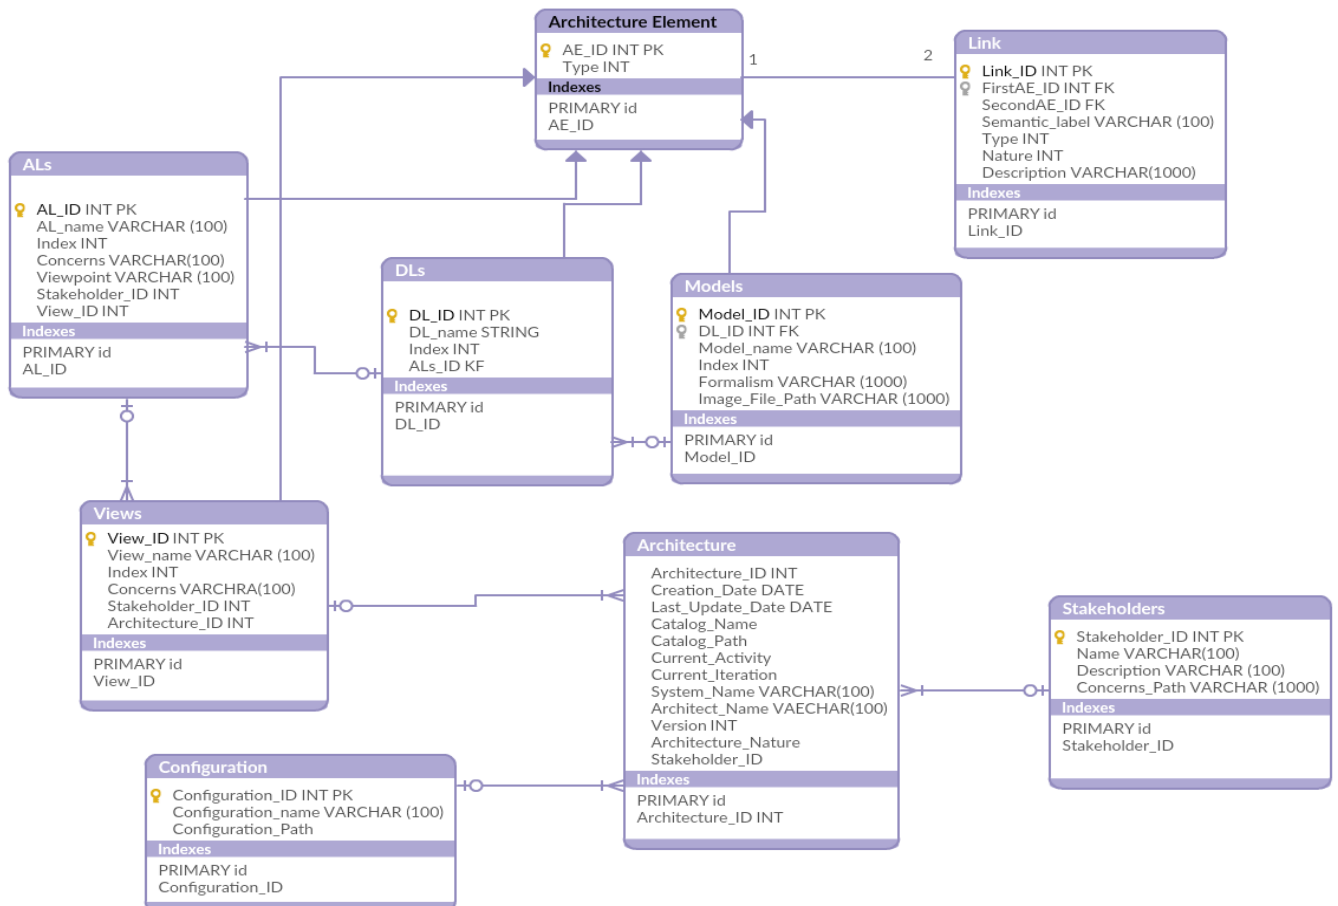 Architecture Element
AE_ID INT PK
Type INT
Indexes
PRIMARY id
AE_ID
1
2
Link
Link_ID INT PK
FirstAE_ID INT FK
SecondAE_ID FK
Semantic_label VARCHAR (100)
Type INT
Nature INT
Description VARCHAR(1000)
Indexes
PRIMARY id
Link_ID
ALs
AL_ID INT PK
AL_name VARCHAR (100)
Index INT
Concerns VARCHAR(100)
Viewpoint VARCHAR (100)
Stakeholder_ID INT
View_ID INT
Indexes
PRIMARY id
AL_ID
DLs
DL_ID INT PK
DL_name STRING
Index INT
ALs_ID KF
Indexes
PRIMARY id
DL_ID
Models
Model_ID INT PK
DL_ID INT FK
Model_name VARCHAR (100)
Index INT
Formalism VARCHAR (1000)
Image_File_Path VARCHAR (1000)
Indexes
PRIMARY id
Model_ID
Views
View_ID INT PK
View_name VARCHAR (100)
Index INT
Concerns VARCHRA(100)
Stakeholder_ID INT
Architecture_ID INT
Indexes
PRIMARY id
View_ID
Architecture
Architecture_ID INT
Creation_Date DATE
Last_Update_Date DATE
Catalog_Name
Catalog_Path
Current_Activity
Current_Iteration
System_Name VARCHAR(100)
Architect_Name VAECHAR(100)
Version INT
Architecture_Nature
Stakeholder_ID
Indexes
PRIMARY id
Architecture_ID INT
Stakeholders
Stakeholder_ID INT PK
Name VARCHAR(100)
Description VARCHAR (100)
Concerns_Path VARCHAR (1000)
Indexes
PRIMARY id
Stakeholder_ID
Configuration
Configuration_ID INT PK
Configuration_name VARCHAR (100)
Configuration_Path
Indexes
PRIMARY id
Configuration_ID